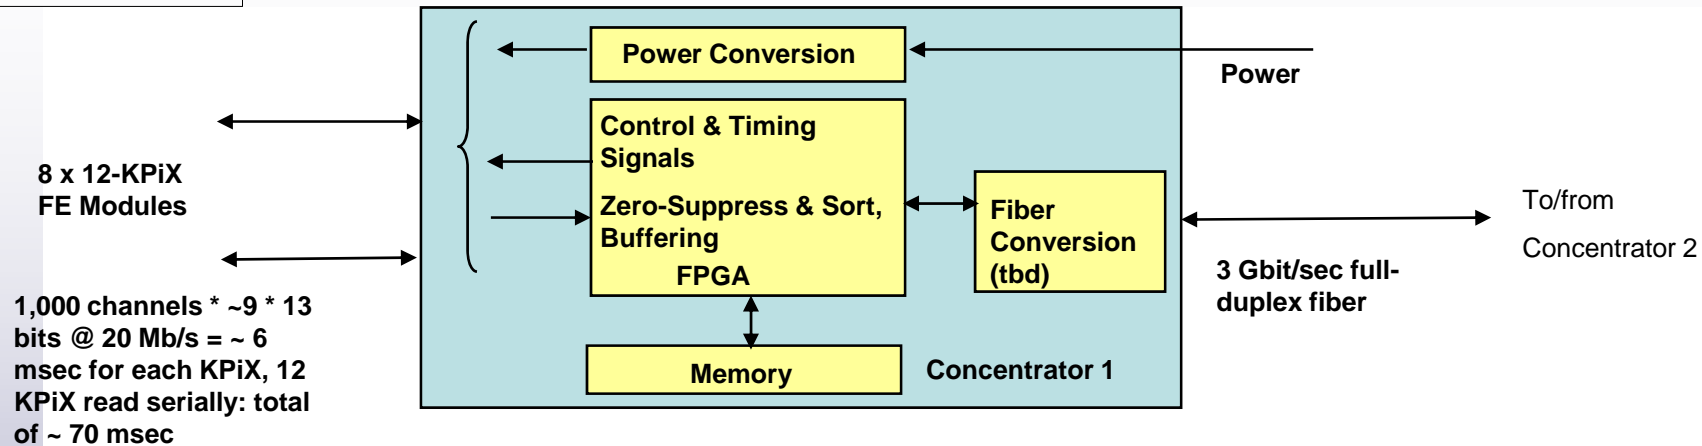 Power Conversion
Power
Control & Timing
Signals
8 x 12-KPiX
FE Modules
Zero-Suppress & Sort,
Buffering
FPGA
Fiber
Conversion
(tbd)
To/from
Concentrator 2
3 Gbit/sec full-
duplex fiber
1,000 channels * ~9 * 13
bits @ 20 Mb/s = ~ 6
msec for each KPiX, 12
KPiX read serially: total
of ~ 70 msec
Memory
Concentrator 1